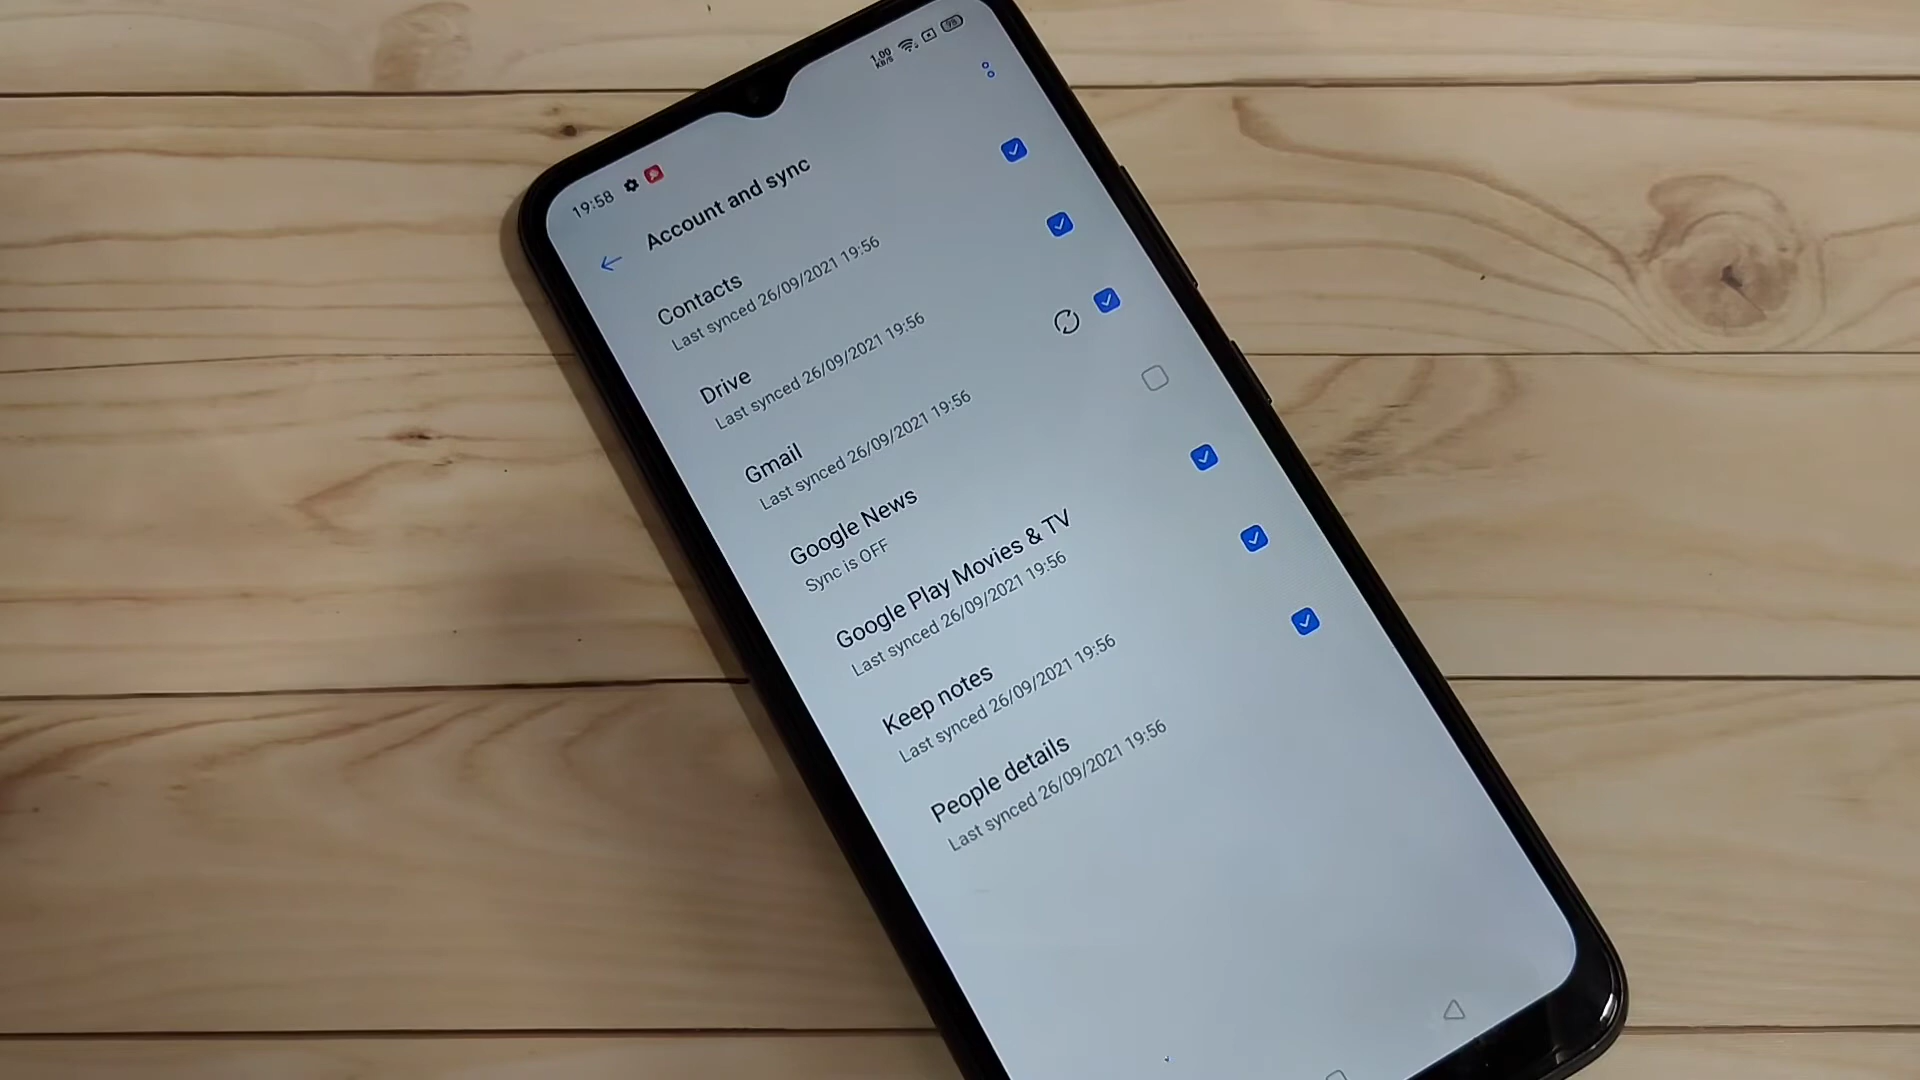 19:58
1.00
KB/S
Account and sync
Contacts
Last synced 26/09/2021 19:56
Drive
Last synced 26/09/2021 19:56
Gmail
Last synced 26/09/2021 19:56
Google News
Sync is OFF
Google Play Movies & TV
Last synced 26/09/2021 19:56
Keep notes
Last synced 26/09/2021 19:56
People details
Last synced 26/09/2021 19:56